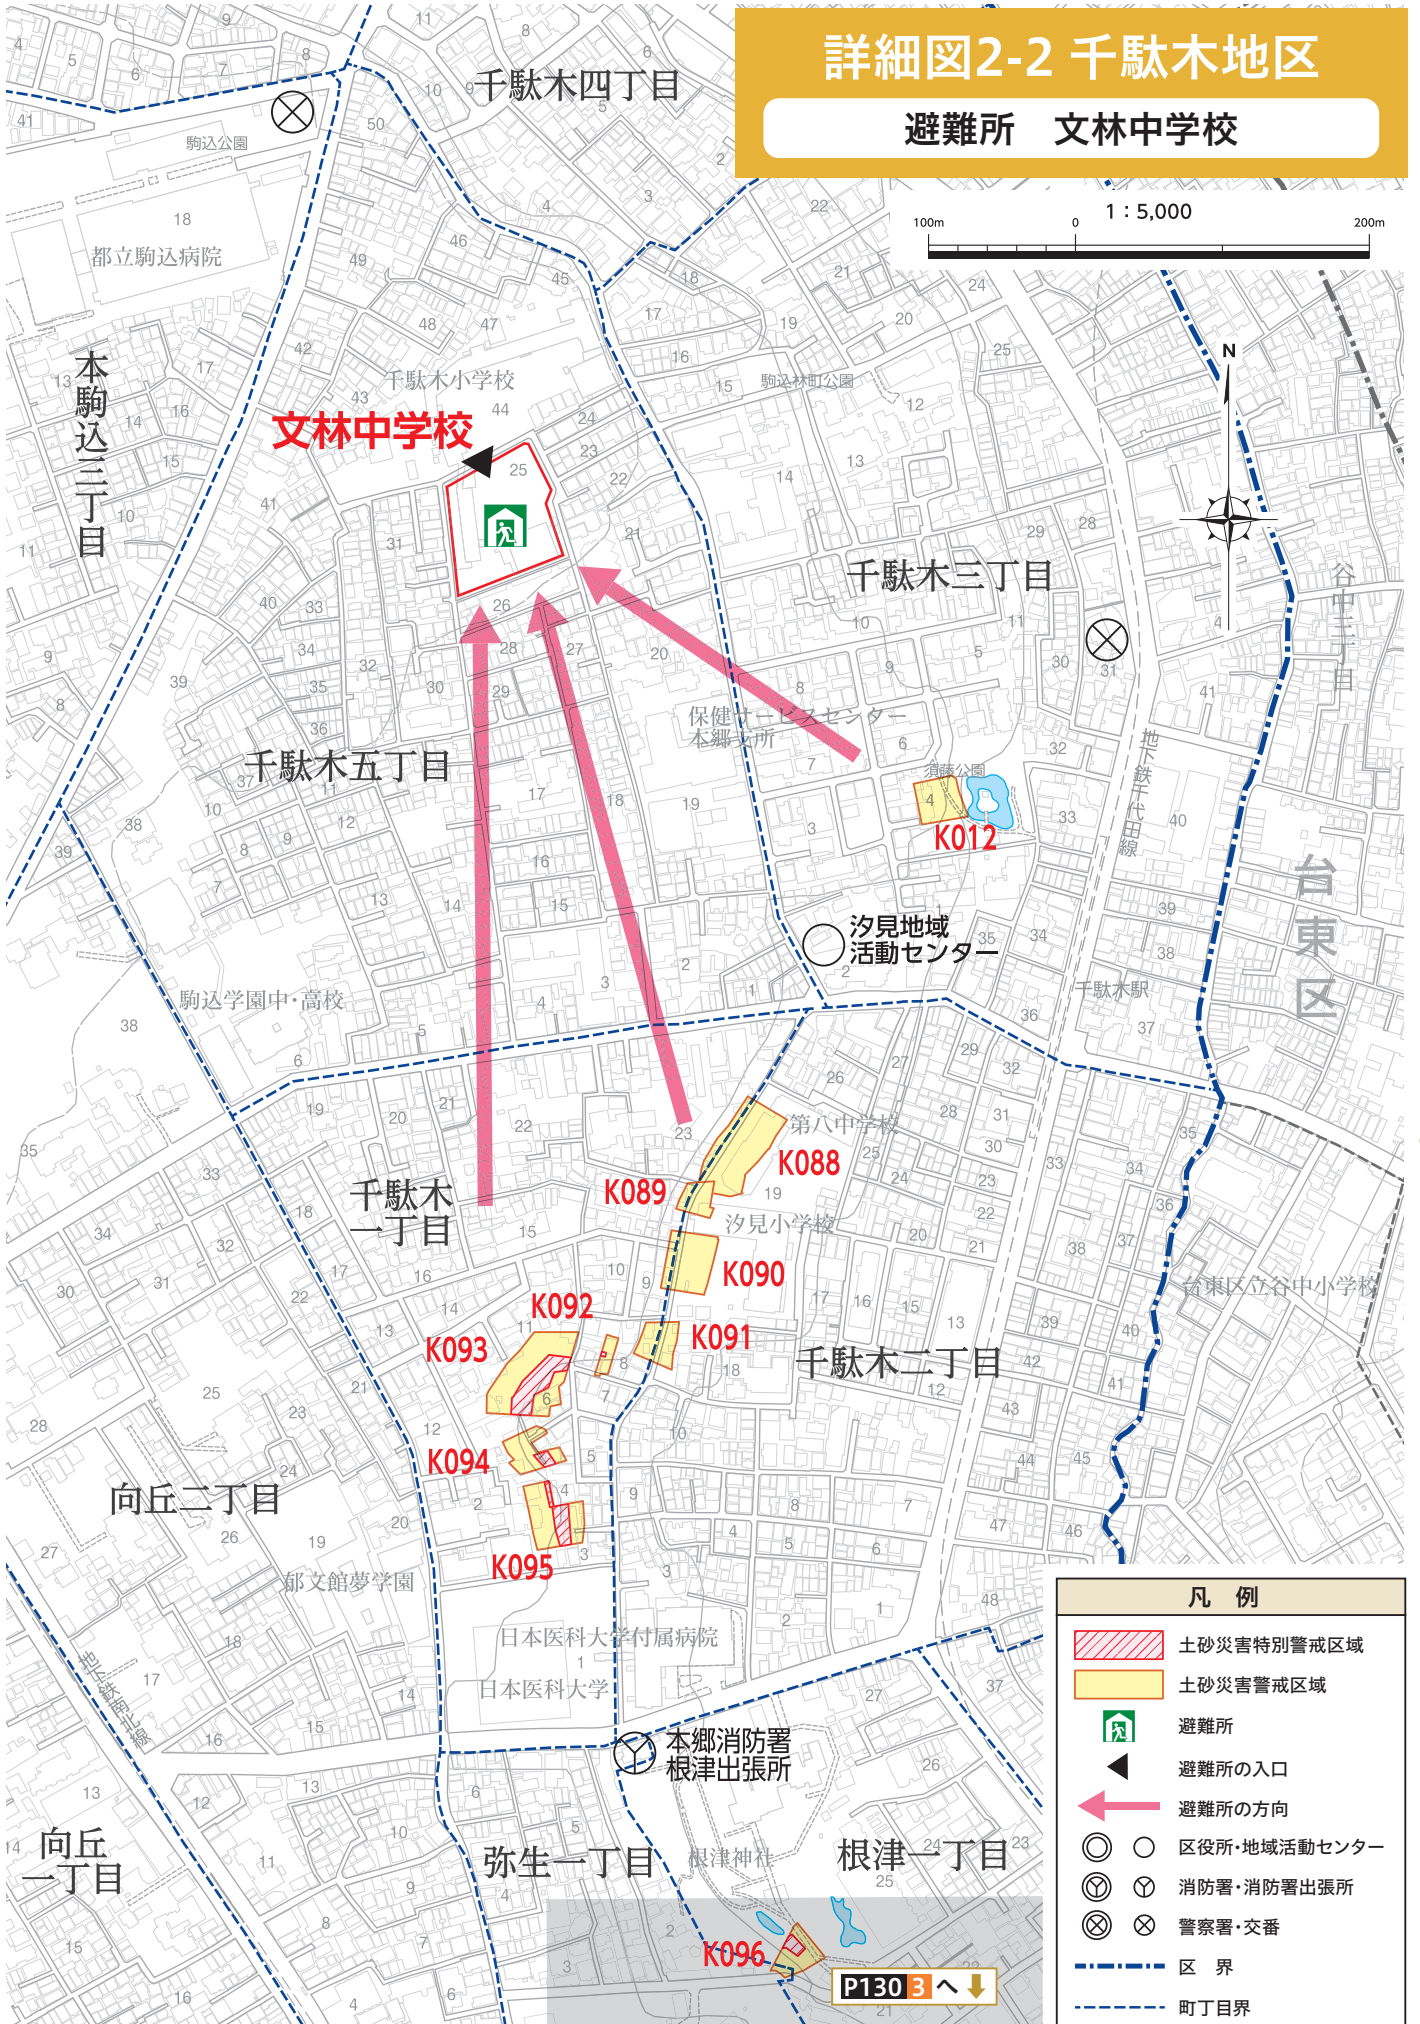 詳細図2-2 千駄木地区
避難所　文林中学校
1：5,000
100m
0
200m
N
千駄木四丁目
駒込公園
都立駒込病院
本駒込三丁目
千駄木小学校
文林中学校
駒込林町公園
千駄木三丁目
谷中三丁目
保健サービスセンター
本郷支所
須藤公園
K012
地下鉄千代田線
千駄木五丁目
台東区
汐見地域
活動センター
駒込学園中・高校
千駄木駅
第八中学校
K088
K089
千駄木
一丁目
汐見小学校
K090
台東区立谷中小学校
K092
K091
K093
千駄木二丁目
K094
向丘二丁目
K095
郁文館夢学園
日本医科大学付属病院
日本医科大学
地下鉄南北線
本郷消防署
根津出張所
向丘
一丁目
弥生一丁目
根津神社
根津一丁目
K096
P130 3 へ
凡　例
土砂災害特別警戒区域
土砂災害警戒区域
避難所
避難所の入口
避難所の方向
区役所・地域活動センター
消防署・消防署出張所
警察署・交番
区　界
町丁目界